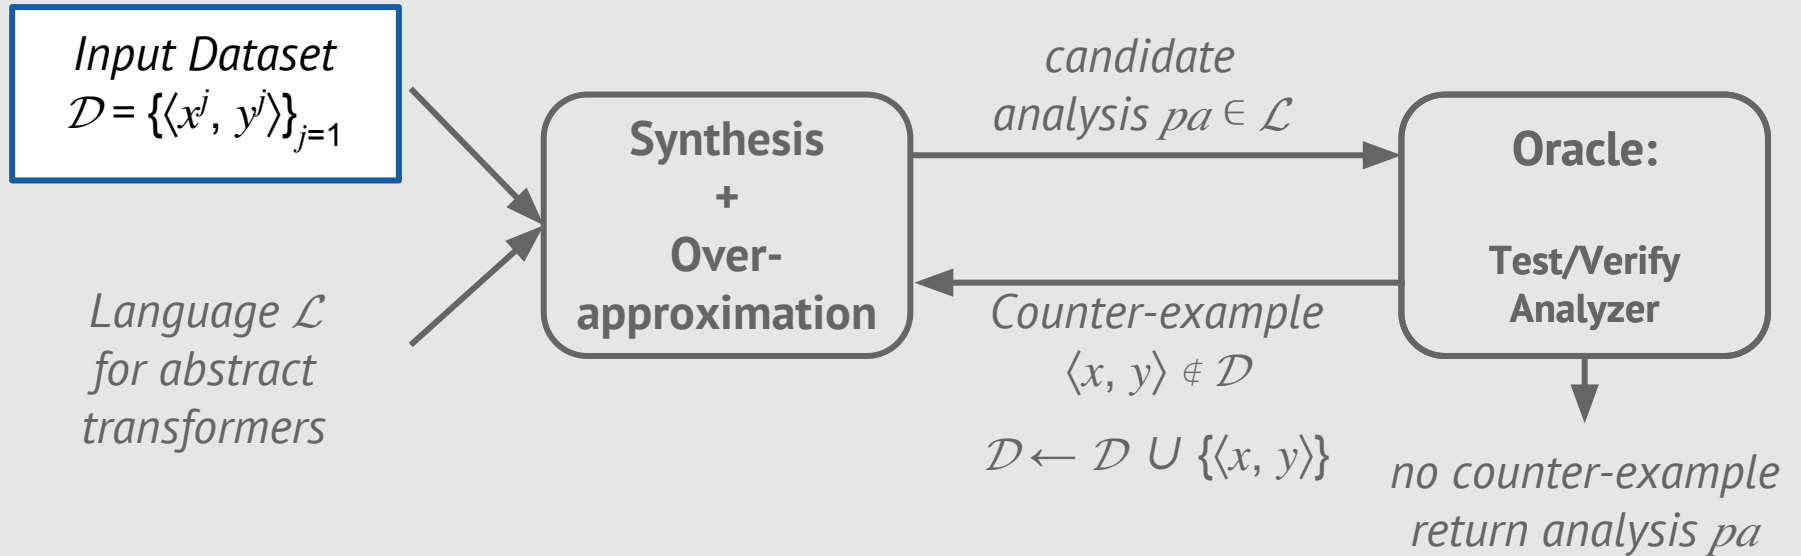 Input Dataset
𝒟 = {⟨xʲ, yʲ⟩}ⱼ₌₁
Language ℒ
for abstract
transformers
Synthesis
+
Over-
approximation
candidate
analysis pa ∈ ℒ
Counter-example
⟨x, y⟩ ∉ 𝒟
𝒟 ← 𝒟 ∪ {⟨x, y⟩}
Oracle:
Test/Verify
Analyzer
no counter-example
return analysis pa